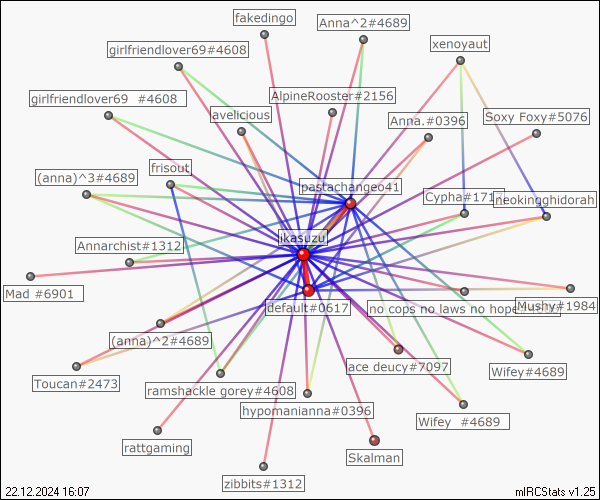 fakedingo
Anna^2#4689
girlfriendlover69#4608
xenoyaut
girlfriendlover69 #4608
AlpineRooster#2156
avelicious
Anna.#0396
Soxy Foxy#5076
(anna)^3#4689
frisout
pastachangeo41
Cypha#171
neokingghidorah
ikasuzu
Annarchist#1312
Mad #6901
default#0617
no cops no laws no hope
Mushy#1984
(anna)^2#4689
ace deucy#7097
Wifey#4689
Toucan#2473
ramshackle gorey#4608
hypomanianna#0396
Wifey #4689
rattgaming
Skalman
zibbits#1312
22.12.2024 16:07
mIRCStats v1.25